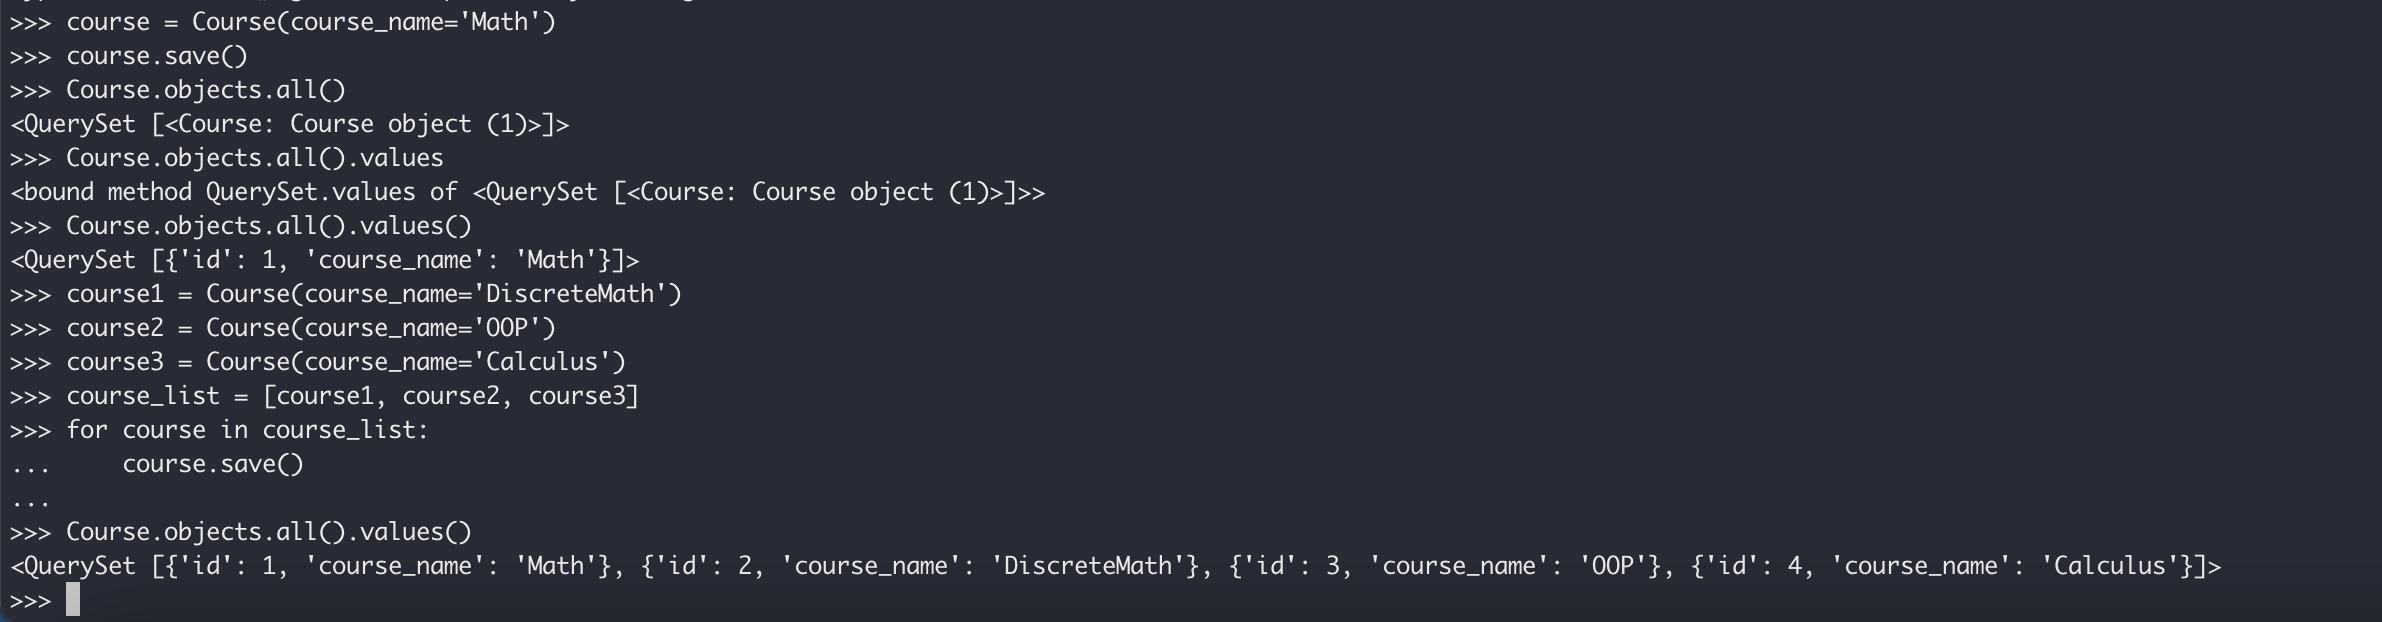 >>> course = Course(course_name='Math')
>>> course.save()
>>> Course.objects.all()
<QuerySet [<Course: Course object (1)>]>
>>> Course.objects.all().values
<bound method QuerySet.values of <QuerySet [<Course: Course object (1)>]>>
>>> Course.objects.all().values()
<QuerySet [{'id': 1, 'course_name': 'Math'}]>
>>> course1 = Course(course_name='DiscreteMath')
>>> course2 = Course(course_name='OOP')
>>> course3 = Course(course_name='Calculus')
>>> course_list = [course1, course2, course3]
>>> for course in course_list:
...     course.save()
...
>>> Course.objects.all().values()
<QuerySet [{'id': 1, 'course_name': 'Math'}, {'id': 2, 'course_name': 'DiscreteMath'}, {'id': 3, 'course_name': 'OOP'}, {'id': 4, 'course_name': 'Calculus'}]>
>>>